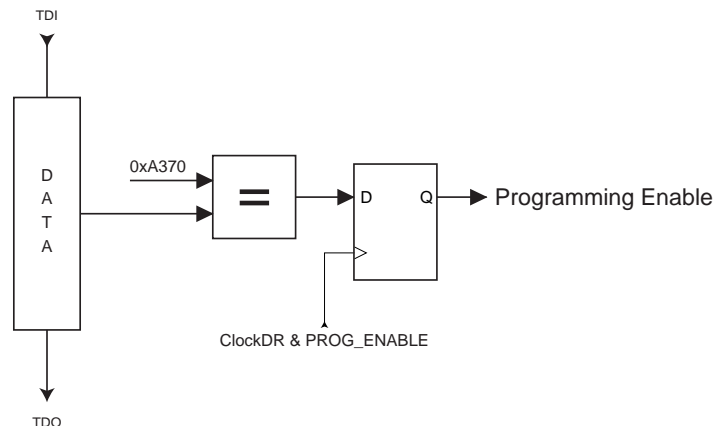 TDI
D
A
T
A
0xA370
=
D
Q
Programming Enable
ClockDR & PROG_ENABLE
TDO